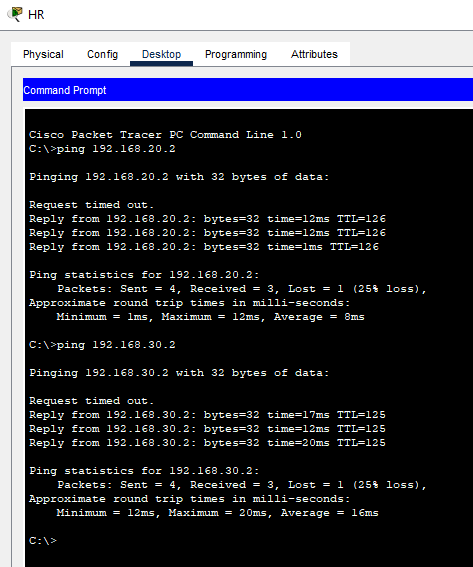 HR
Physical Config Desktop Programming Attributes
Command Prompt
Cisco Packet Tracer PC Command Line 1.0
C:\>ping 192.168.20.2
Pinging 192.168.20.2 with 32 bytes of data:
Request timed out.
Reply from 192.168.20.2: bytes=32 time=12ms TTL=126
Reply from 192.168.20.2: bytes=32 time=12ms TTL=126
Reply from 192.168.20.2: bytes=32 time=1ms TTL=126
Ping statistics for 192.168.20.2:
Packets: Sent = 4, Received = 3, Lost = 1 (25% loss),
Approximate round trip times in milli-seconds:
Minimum = 1ms, Maximum = 12ms, Average = 8ms
C:\>ping 192.168.30.2
Pinging 192.168.30.2 with 32 bytes of data:
Request timed out.
Reply from 192.168.30.2: bytes=32 time=17ms TTL=125
Reply from 192.168.30.2: bytes=32 time=12ms TTL=125
Reply from 192.168.30.2: bytes=32 time=20ms TTL=125
Ping statistics for 192.168.30.2:
Packets: Sent = 4, Received = 3, Lost = 1 (25% loss),
Approximate round trip times in milli-seconds:
Minimum = 12ms, Maximum = 20ms, Average = 16ms
C:\>